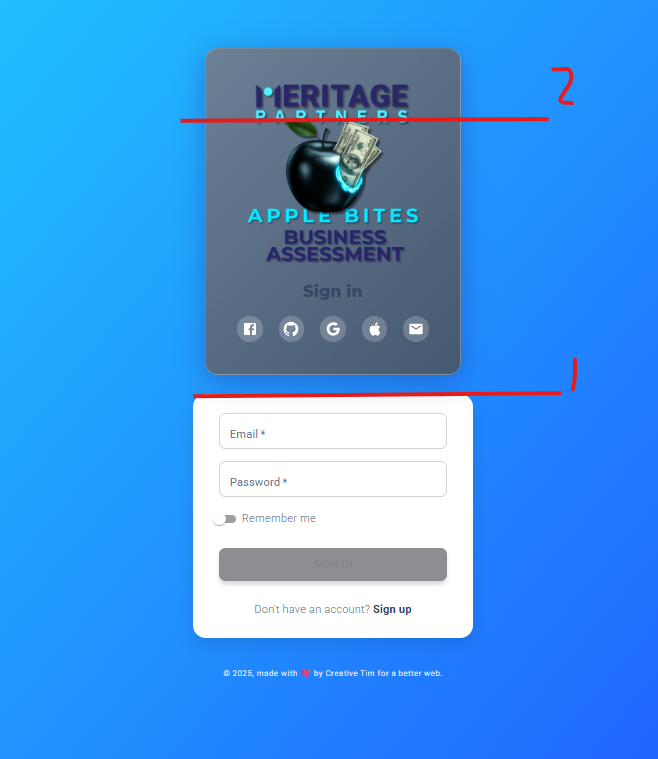 MERITAGE
2
PARTNERS
APPLE BITES
BUSINESS
ASSESSMENT
Sign in
1
Email *
Password *
Remember me
SIGN IN
Don't have an account? Sign up
© 2025, made with ♥ by Creative Tim for a better web.